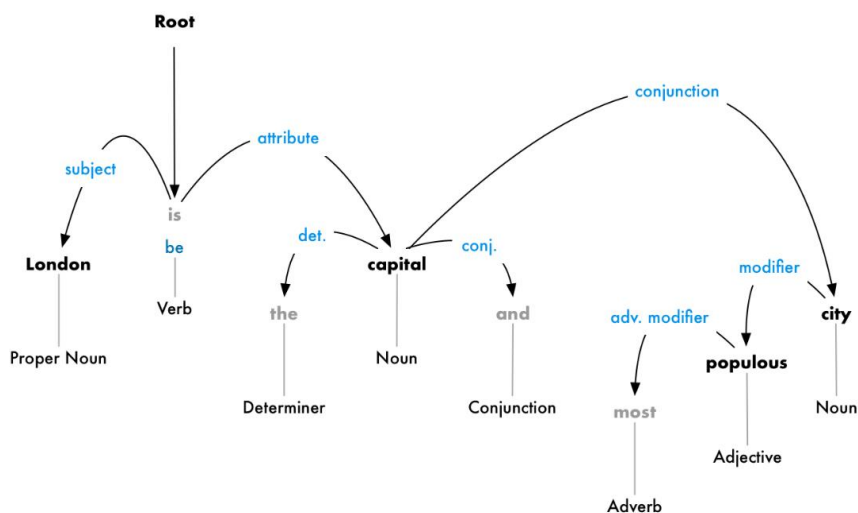 Root
conjunction
attribute
subject
is
det.
conj.
be
London
capital
modifier
Verb
the
and
adv. modifier
city
Proper Noun
Noun
populous
Determiner
Conjunction
most
Noun
Adjective
Adverb